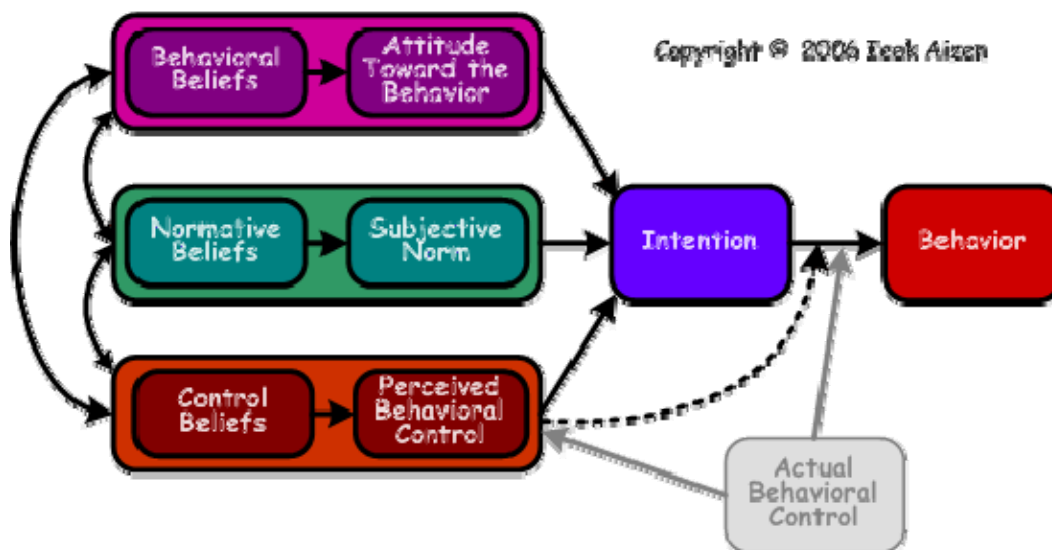 Behavioral
Beliefs
Attitude
Toward the
Behavior
Copyright © 2006 Icek Aizen
Normative
Beliefs
Subjective
Norm
Intention
Behavior
Control
Beliefs
Perceived
Behavioral
Control
Actual
Behavioral
Control